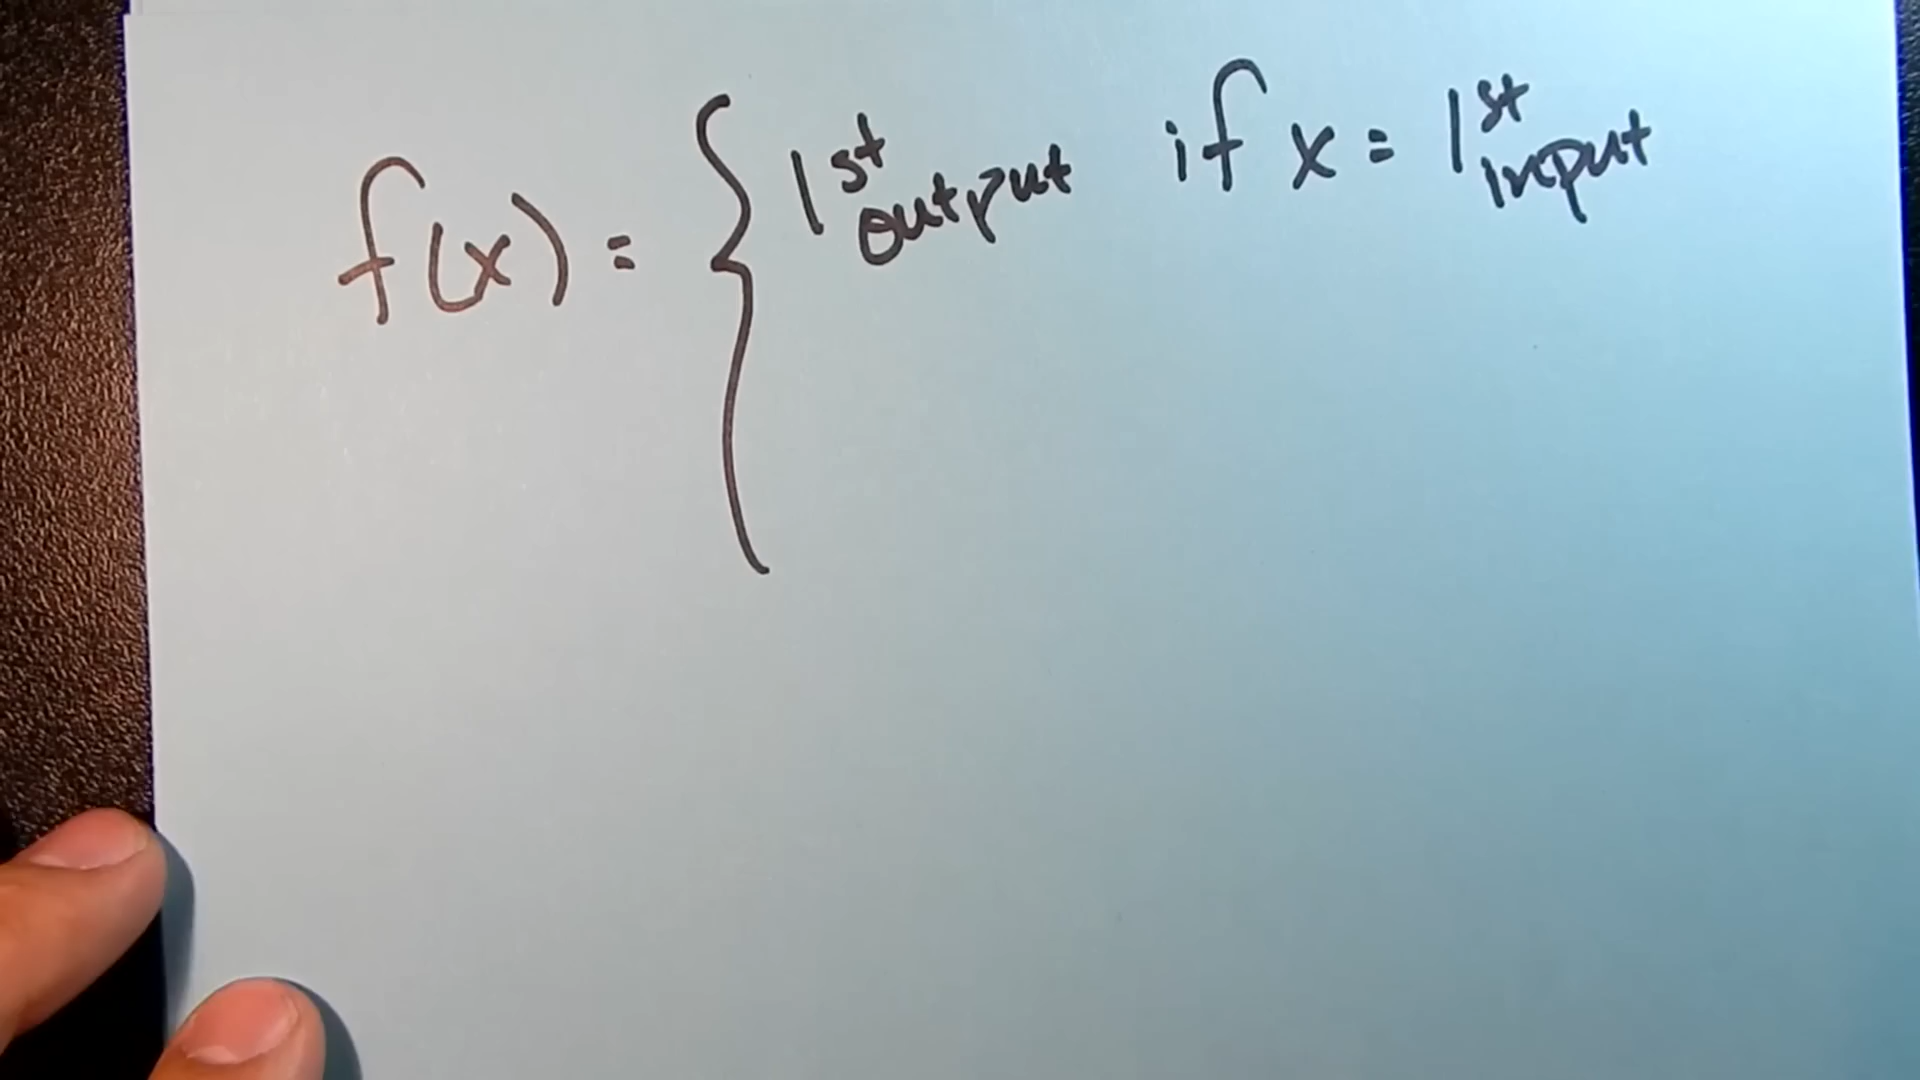 f(x) = { 1st output if x = 1st input